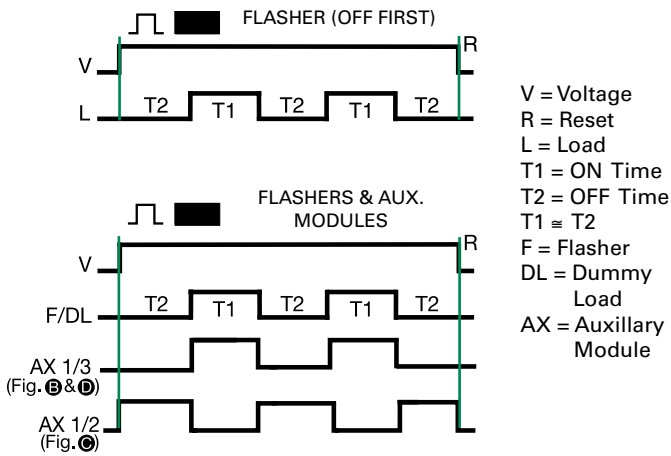 FLASHER (OFF FIRST)
R
V
L
T2 T1 T2 T1 T2
V = Voltage
R = Reset
L = Load
T1 = ON Time
T2 = OFF Time
T1 ≅ T2
F = Flasher
DL = Dummy
Load
AX = Auxillary
Module
FLASHERS & AUX.
MODULES
R
V
F/DL
T2 T1 T2 T1 T2
AX 1/3
(Fig. B & D)
AX 1/2
(Fig. C)